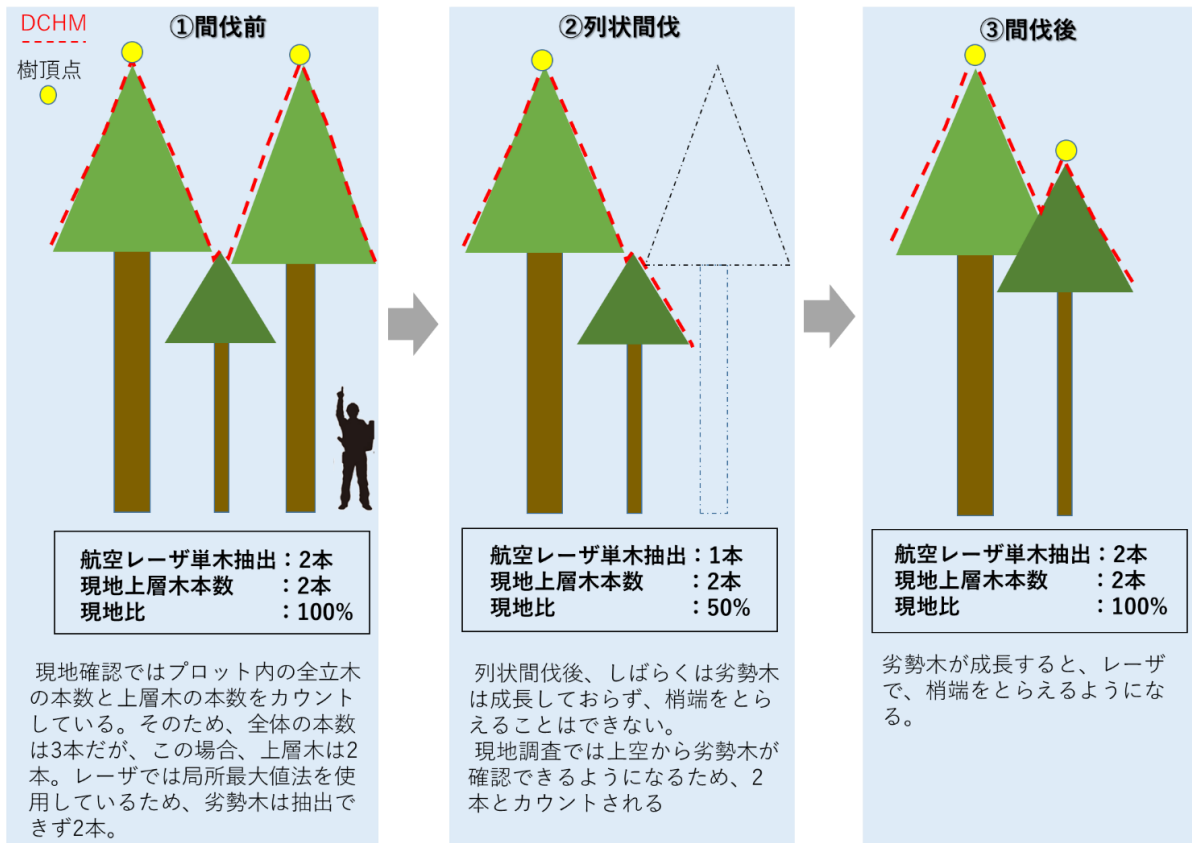 DCHM
樹頂点
①間伐前
航空レーザ単木抽出：2本
現地上層木本数　　：2本
現地比　　　　　　：100%
現地確認ではプロット内の全立木
の本数と上層木の本数をカウント
している。そのため、全体の本数
は3本だが、この場合、上層木は2
本。レーザでは局所最大値法を使
用しているため、劣勢木は抽出で
きず2本。
②列状間伐
航空レーザ単木抽出：1本
現地上層木本数　　：2本
現地比　　　　　　：50%
列状間伐後、しばらくは劣勢木
は成長しておらず、梢端をとら
えることはできない。
現地調査では上空から劣勢木が
確認できるようになるため、2
本とカウントされる
③間伐後
航空レーザ単木抽出：2本
現地上層木本数　　：2本
現地比　　　　　　：100%
劣勢木が成長すると、レーザ
で、梢端をとらえるようにな
る。